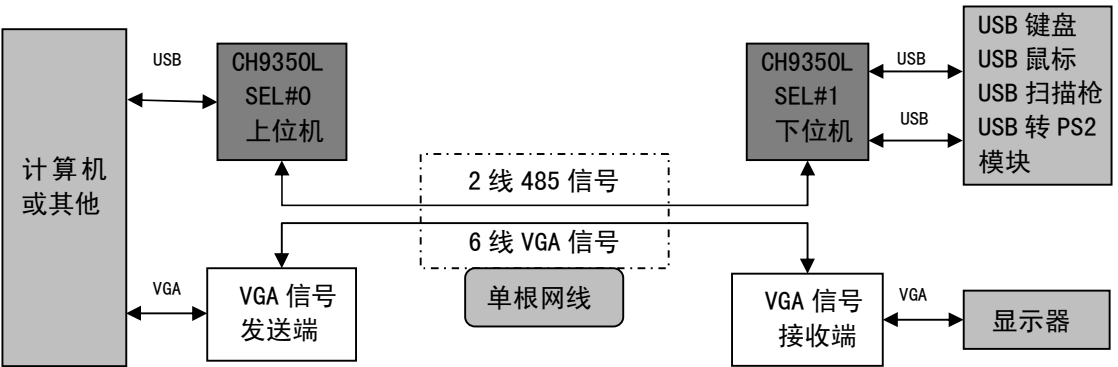 计算机
或其他
USB
CH9350L
SEL#0
上位机
CH9350L
SEL#1
下位机
USB
USB
USB 键盘
USB 鼠标
USB 扫描枪
USB 转 PS2
模块
2 线 485 信号
6 线 VGA 信号
单根网线
VGA
VGA 信号
发送端
VGA 信号
接收端
VGA
显示器